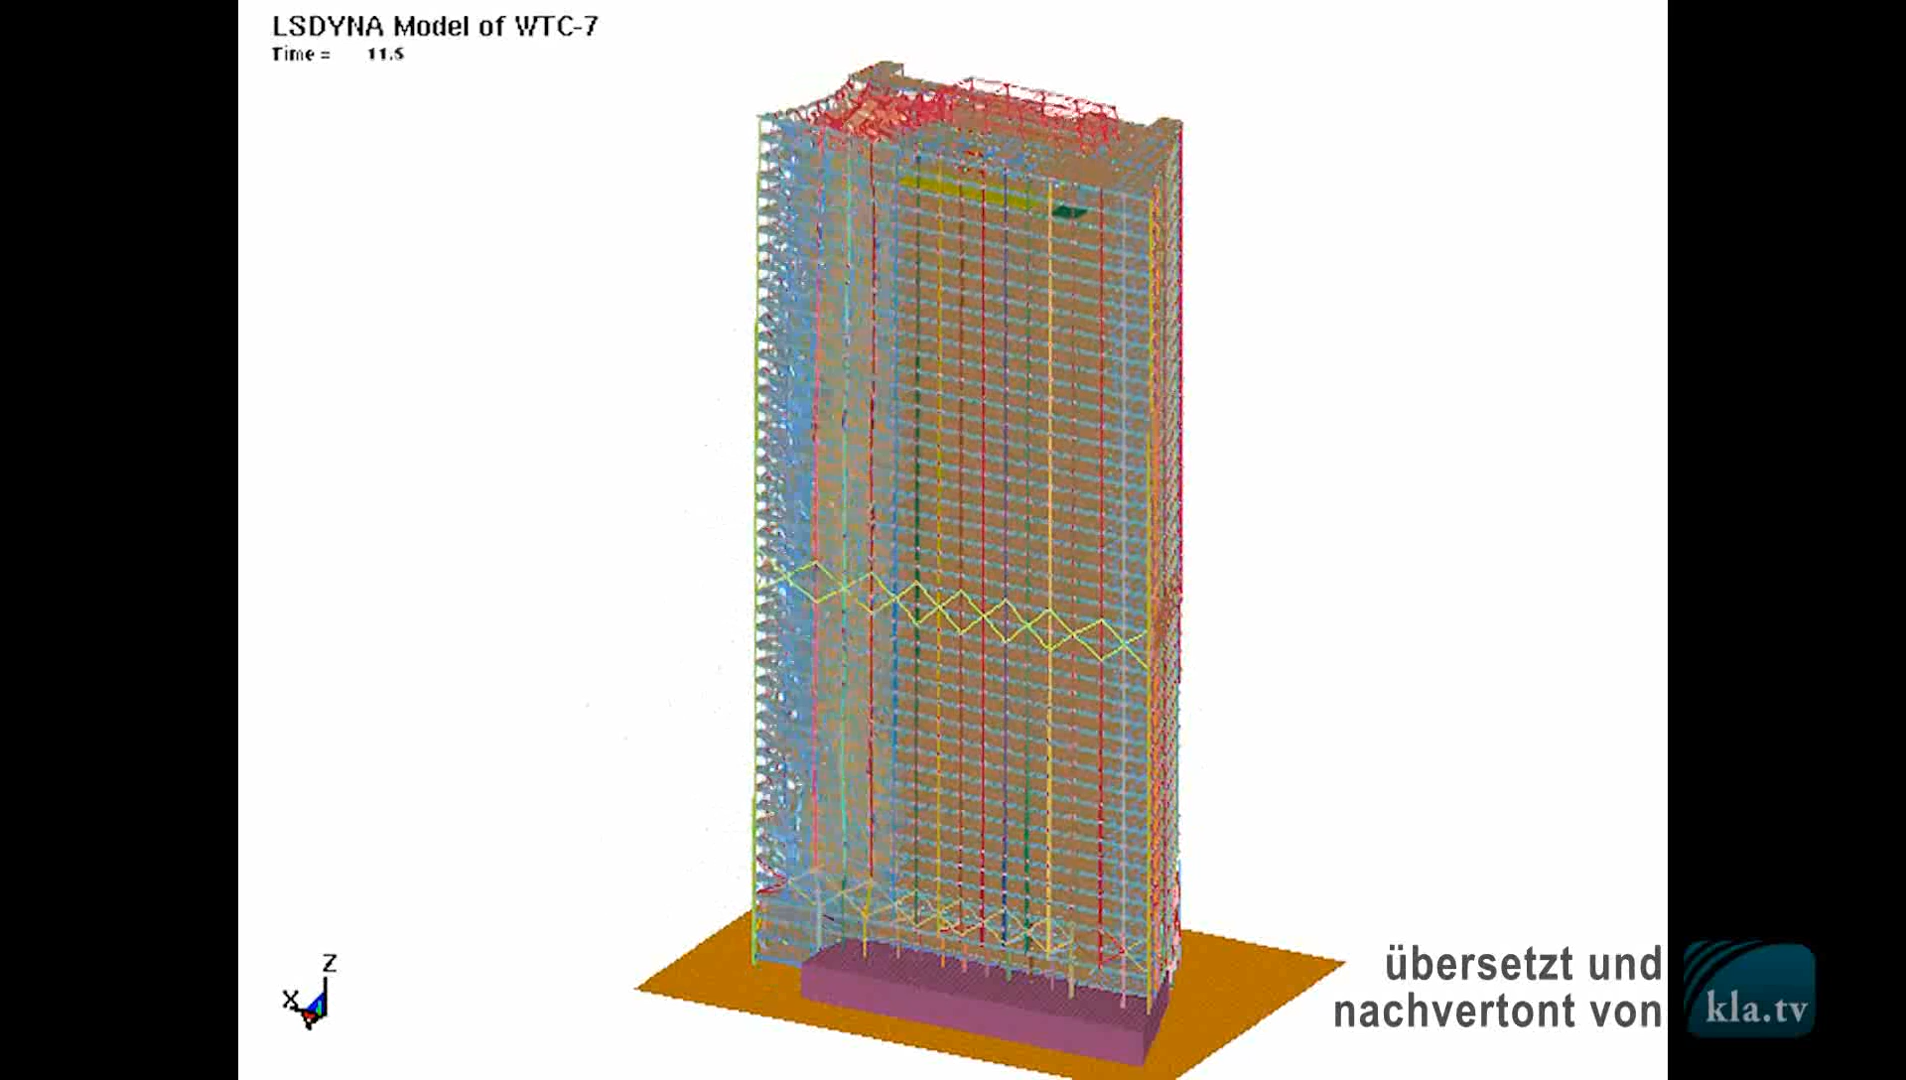 LSDYNA Model of WTC-7
Time = 11.5
Z
X
übersetzt und
nachvertont von
kla.tv